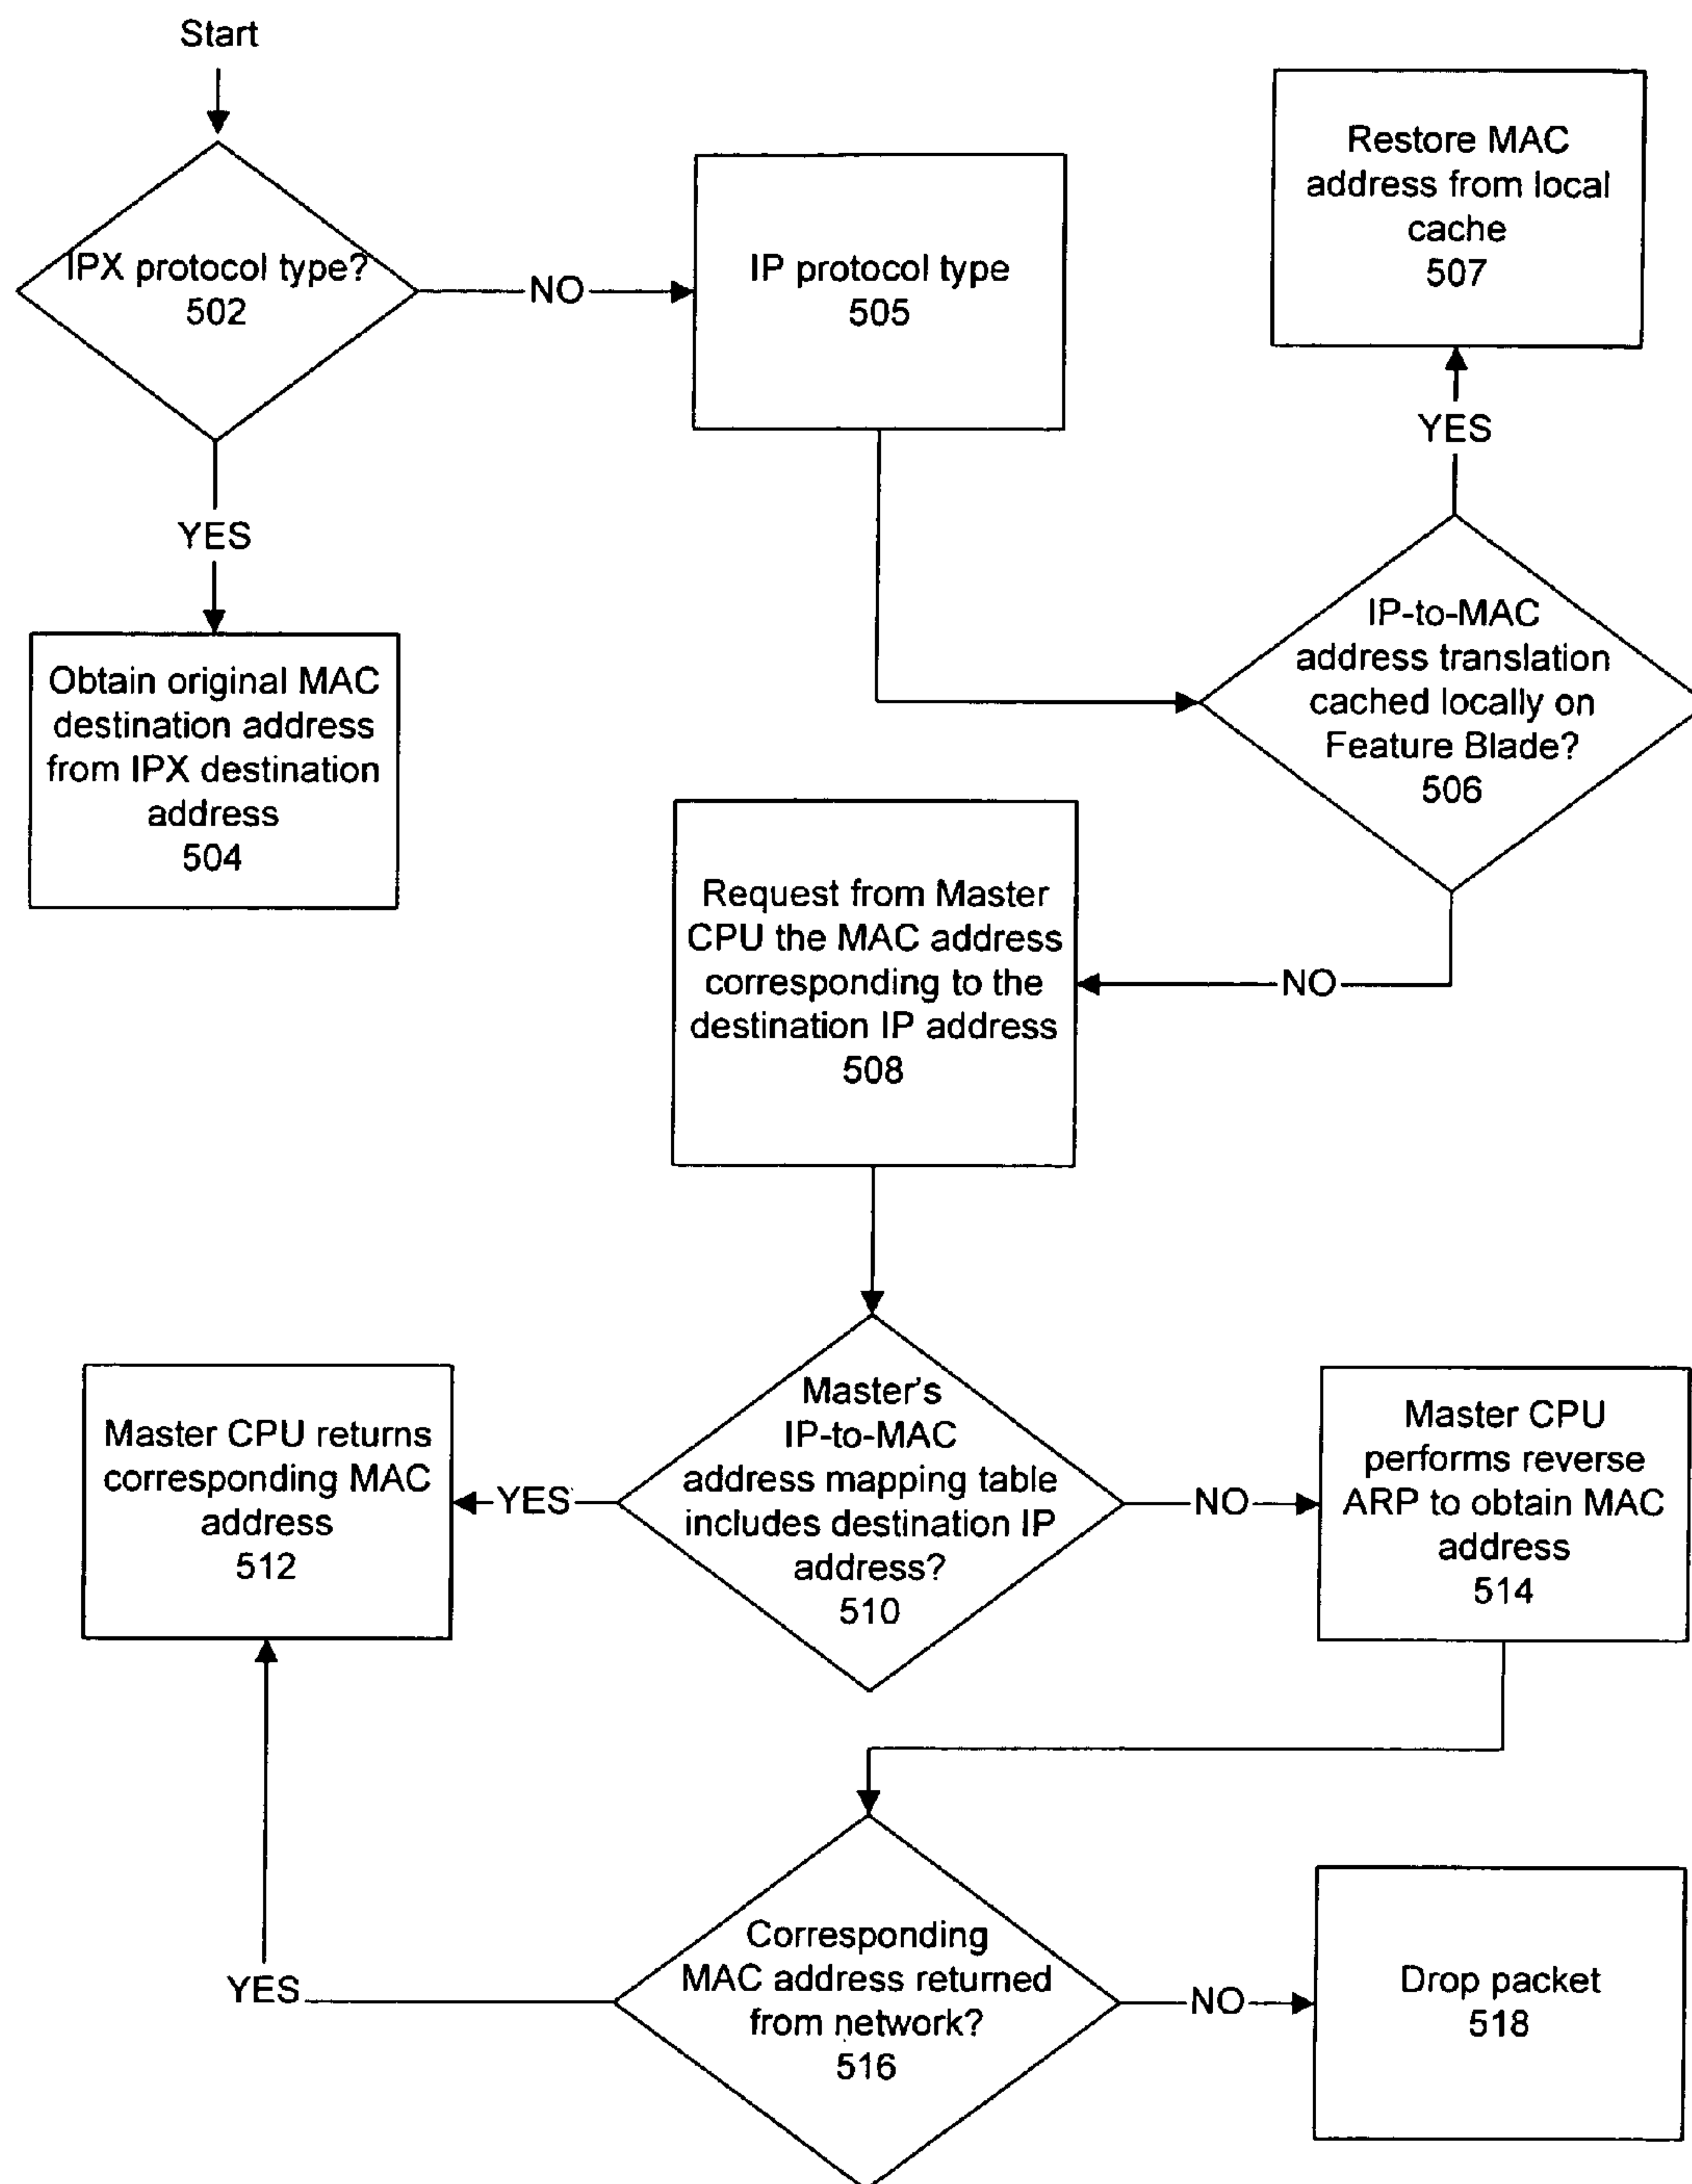 Start
IPX protocol type?
502
NO
IP protocol type
505
Restore MAC
address from local
cache
507
YES
YES
Obtain original MAC
destination address
from IPX destination
address
504
IP-to-MAC
address translation
cached locally on
Feature Blade?
506
NO
Request from Master
CPU the MAC address
corresponding to the
destination IP address
508
Master's
IP-to-MAC
address mapping table
includes destination IP
address?
510
YES
Master CPU returns
corresponding MAC
address
512
NO
Master CPU
performs reverse
ARP to obtain MAC
address
514
Corresponding
MAC address returned
from network?
516
YES
NO
Drop packet
518